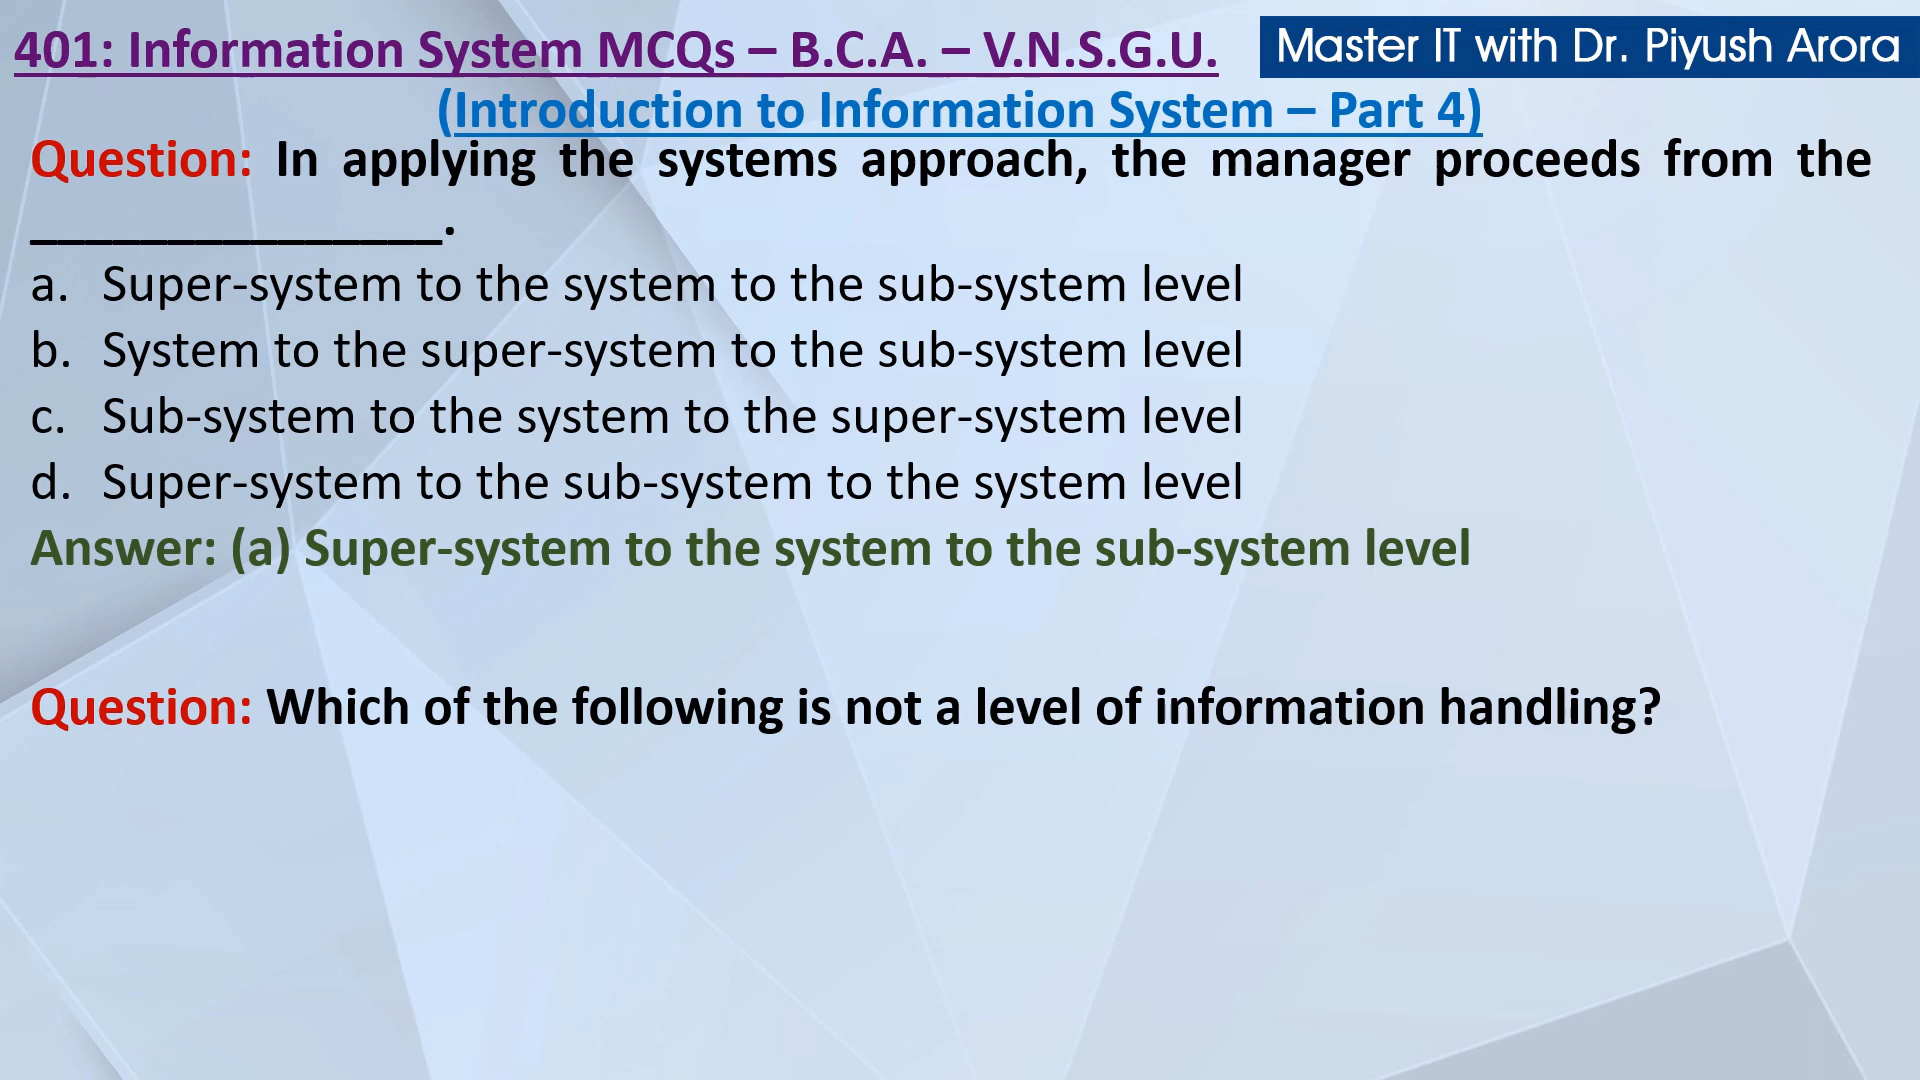 401: Information System MCQs – B.C.A. – V.N.S.G.U.
Master IT with Dr. Piyush Arora
(Introduction to Information System – Part 4)
Question: In applying the systems approach, the manager proceeds from the
_______________.
a. Super-system to the system to the sub-system level
b. System to the super-system to the sub-system level
c. Sub-system to the system to the super-system level
d. Super-system to the sub-system to the system level
Answer: (a) Super-system to the system to the sub-system level
Question: Which of the following is not a level of information handling?